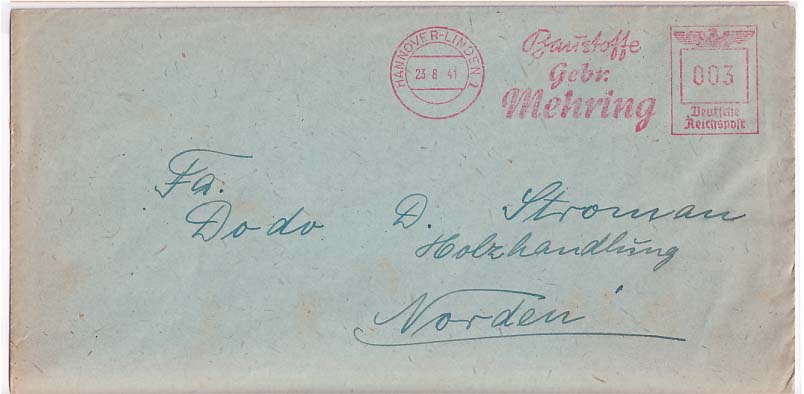 HANNOVER-LINDEN 1
23.8.41
Baustoffe
Gebr.
Mehring
003
Deutsche
Reichspost
Fa.
Dodo D. Stroman
Holzhandlung
Norden